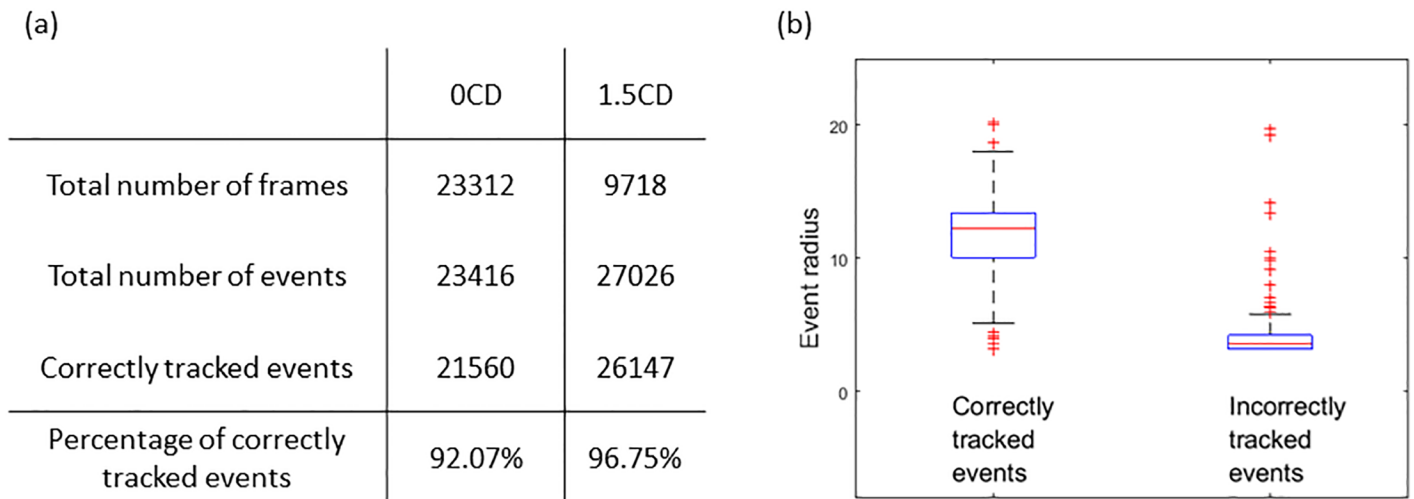 (a)
0CD 1.5CD
Total number of frames 23312 9718
Total number of events 23416 27026
Correctly tracked events 21560 26147
Percentage of correctly
tracked events 92.07% 96.75%
(b)
Event radius
20
10
0
Correctly
tracked
events
Incorrectly
tracked
events